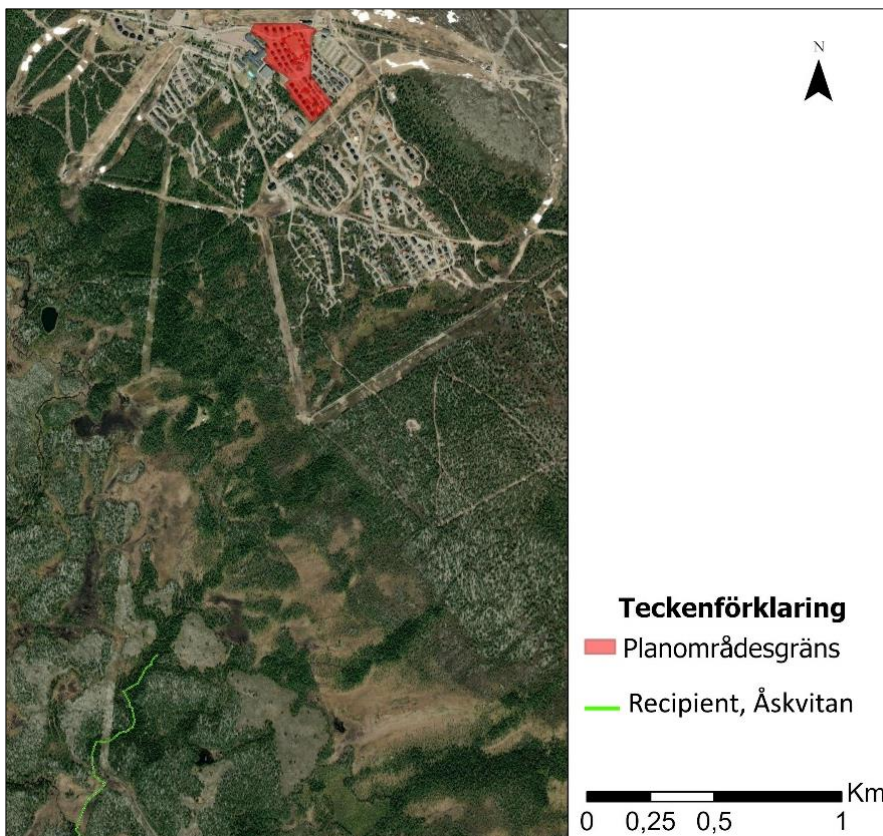 N
Teckenförklaring
Planområdesgräns
Recipient, Åskvitan
Km
0 0,25 0,5 1